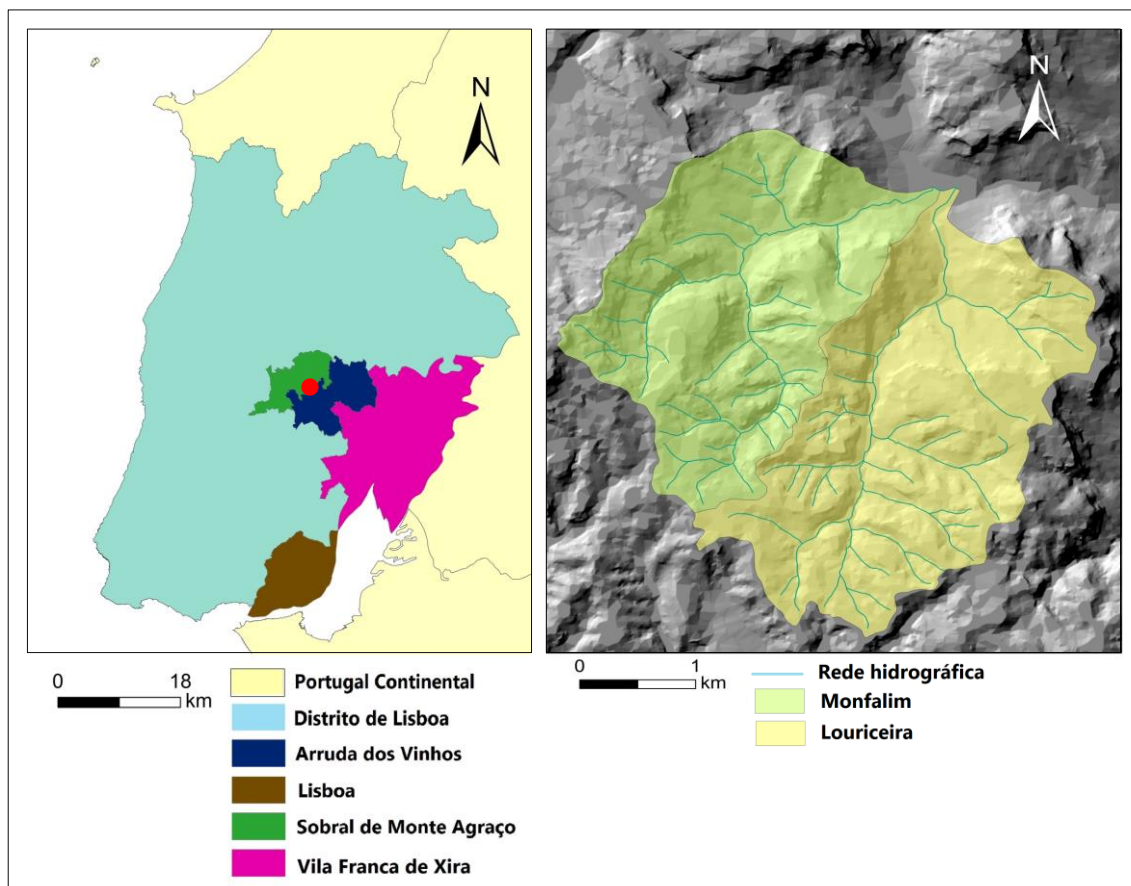 N
0
18
km
Portugal Continental
Distrito de Lisboa
Arruda dos Vinhos
Lisboa
Sobral de Monte Agraço
Vila Franca de Xira
N
0
1
km
Rede hidrográfica
Monfalim
Louriceira